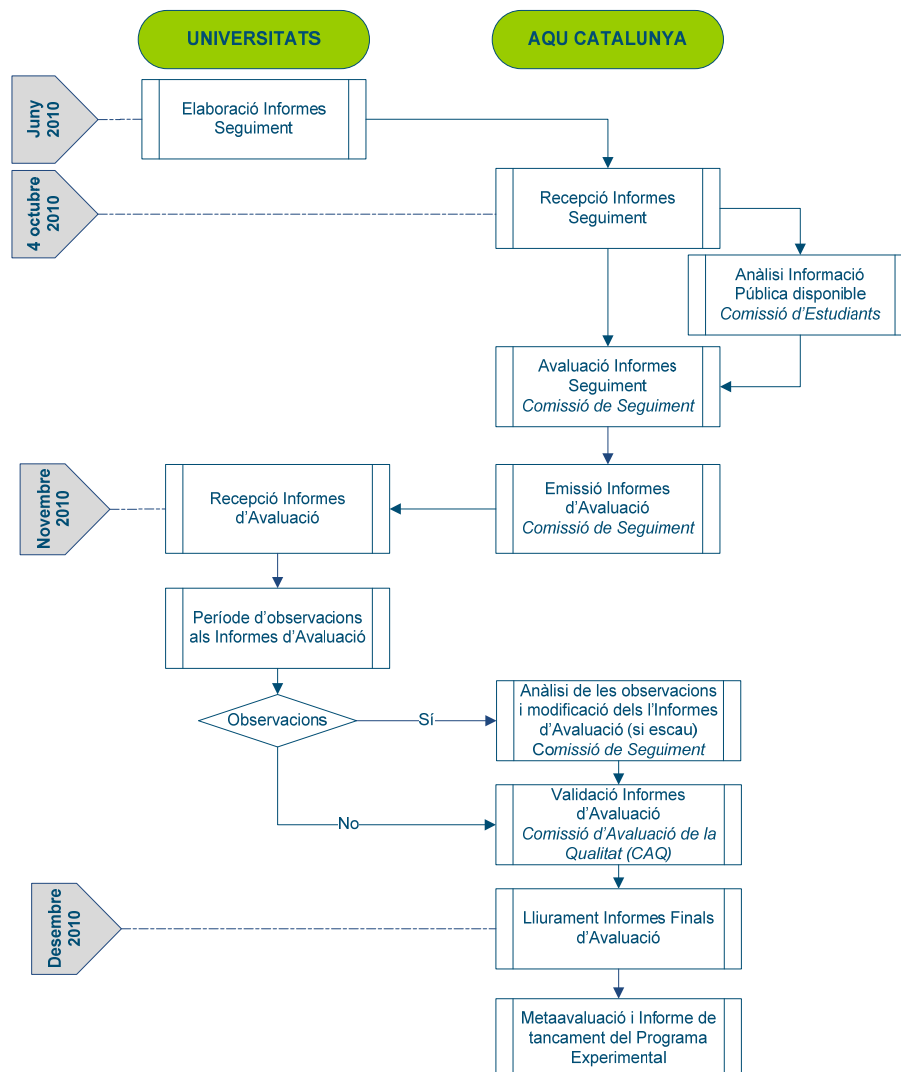 UNIVERSITATS
AQU CATALUNYA
Juny
2010
Elaboració Informes
Seguiment
4 octubre
2010
Recepció Informes
Seguiment
Anàlisi Informació
Pública disponible
Comissió d'Estudiants
Avaluació Informes
Seguiment
Comissió de Seguiment
Novembre
2010
Recepció Informes
d'Avaluació
Emissió Informes
d'Avaluació
Comissió de Seguiment
Període d'observacions
als Informes d'Avaluació
Observacions
Sí
Anàlisi de les observacions
i modificació dels l'Informes
d'Avaluació (si escau)
Comissió de Seguiment
No
Validació Informes
d'Avaluació
Comissió d'Avaluació de la
Qualitat (CAQ)
Desembre
2010
Lliurament Informes Finals
d'Avaluació
Metaavaluació i Informe de
tancament del Programa
Experimental